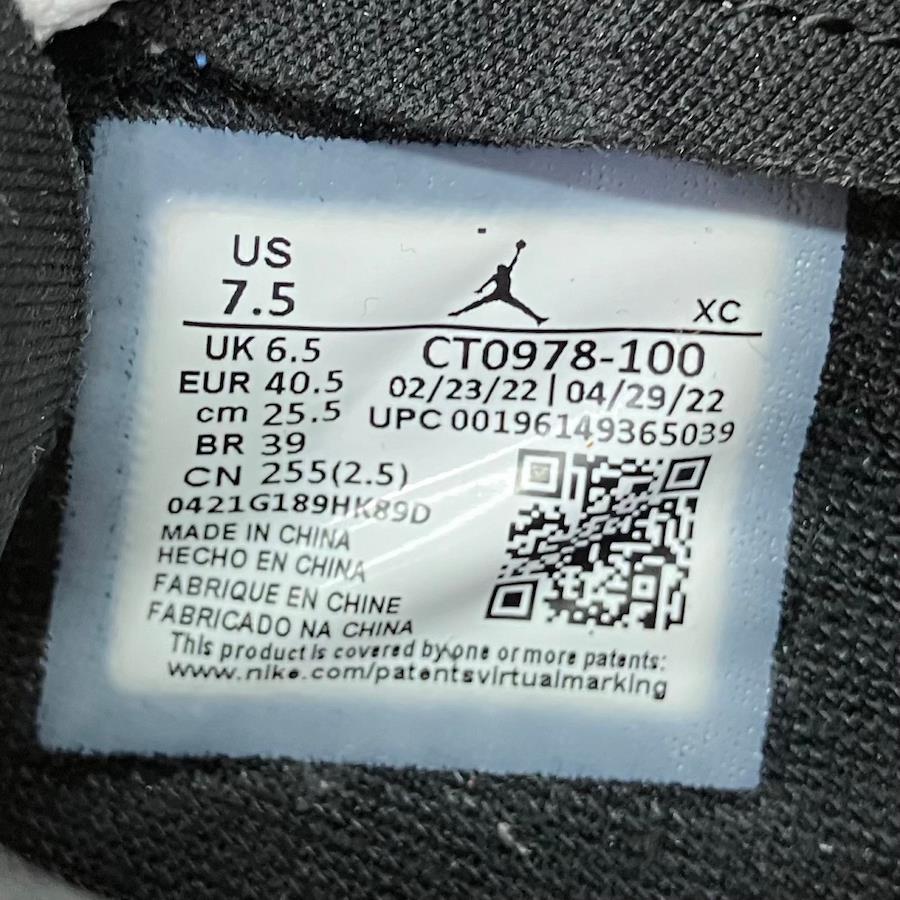 US
7.5
XC
UK 6.5
EUR 40.5
cm 25.5
BR 39
CN 255(2.5)
CT0978-100
02/23/22 | 04/29/22
UPC 00196149365039
0421G189HK89D
MADE IN CHINA
HECHO EN CHINA
FABRIQUE EN CHINE
FABRICADO NA CHINA
This product is covered by one or more patents:
www.nike.com/patentsvirtualmarking